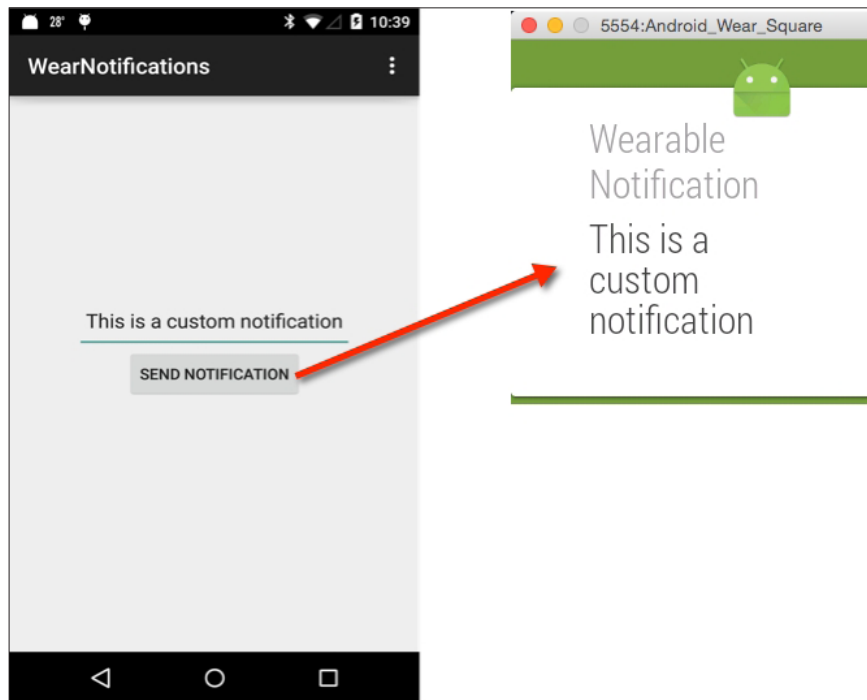 28° 10:39
WearNotifications
This is a custom notification
SEND NOTIFICATION
5554:Android_Wear_Square
Wearable
Notification
This is a
custom
notification